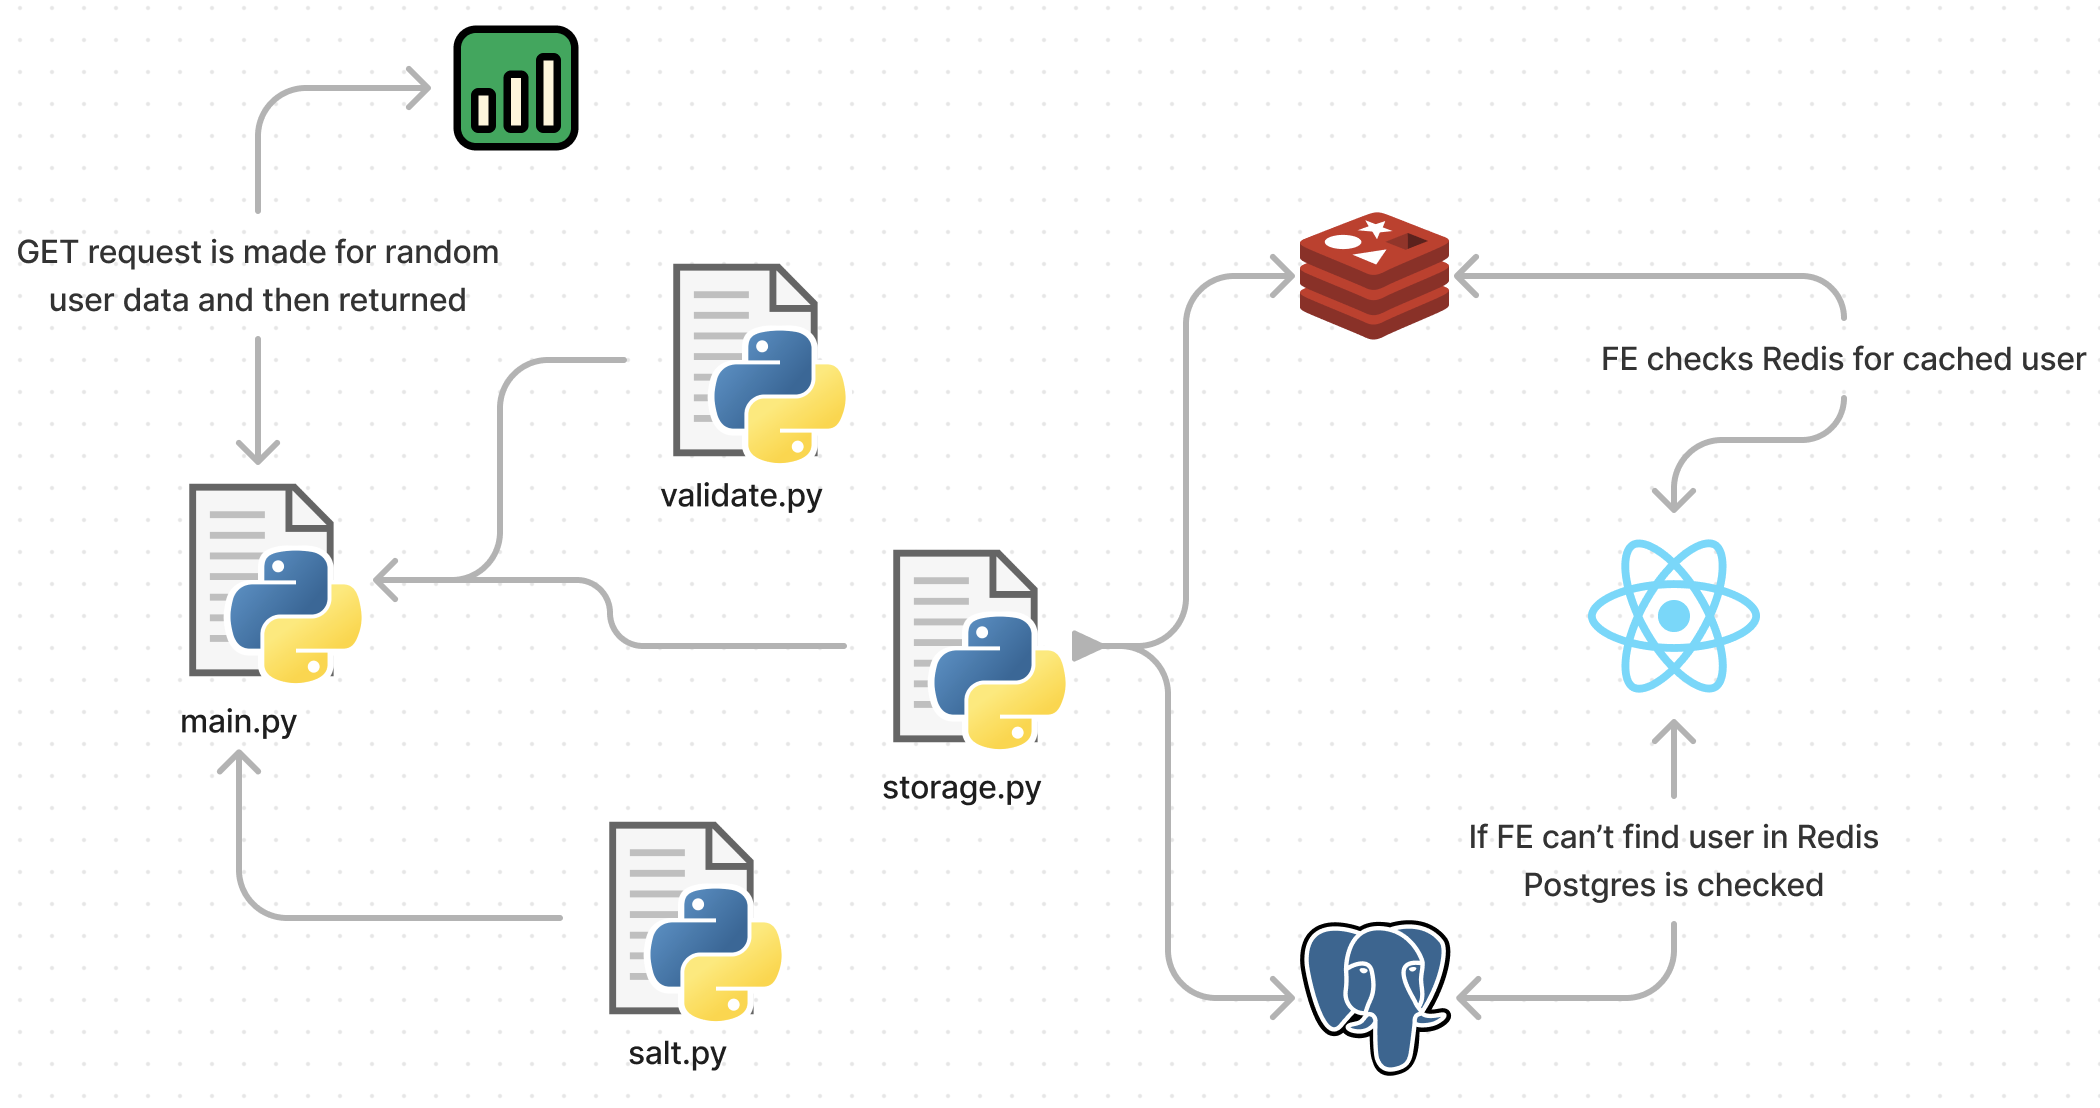 GET request is made for random
user data and then returned
validate.py
FE checks Redis for cached user
main.py
storage.py
If FE can’t find user in Redis
Postgres is checked
salt.py